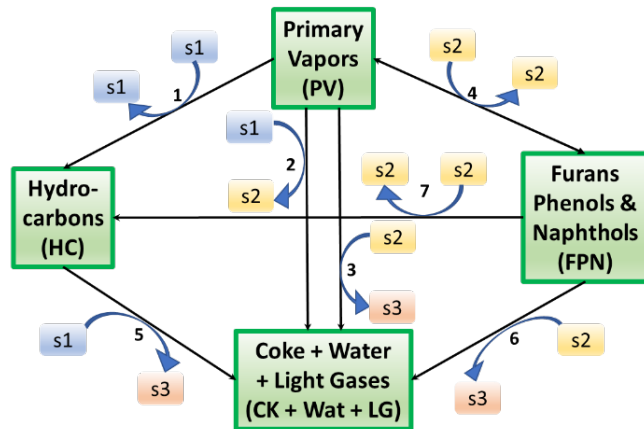 Primary
Vapors
(PV)
s1
s1
1
s2
s2
4
s1
2
s2
Hydro-
carbons
(HC)
s2
s2
7
Furans
Phenols &
Naphthols
(FPN)
s2
3
s3
s1
5
s3
Coke + Water
+ Light Gases
(CK + Wat + LG)
6
s2
s3